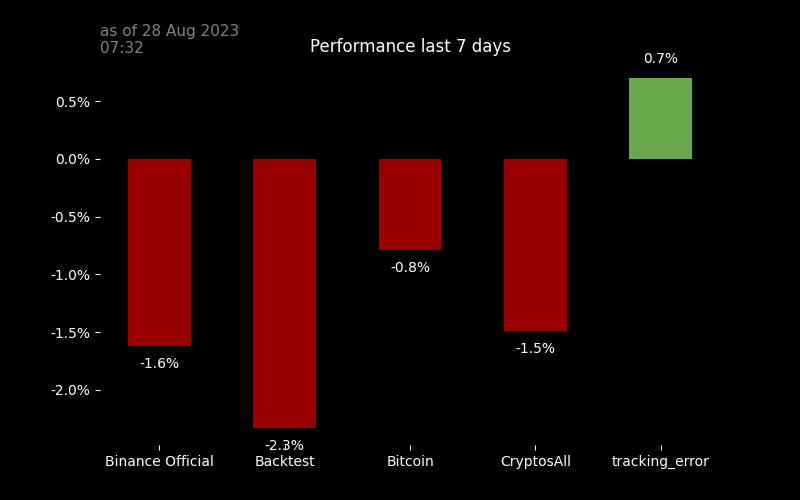 as of 28 Aug 2023
07:32
Performance last 7 days
0.7%
0.5%
0.0%
-0.5%
-1.0%
-1.5%
-2.0%
-1.6%
-2.3%
-0.8%
-1.5%
Binance Official
Backtest
Bitcoin
CryptosAll
tracking_error